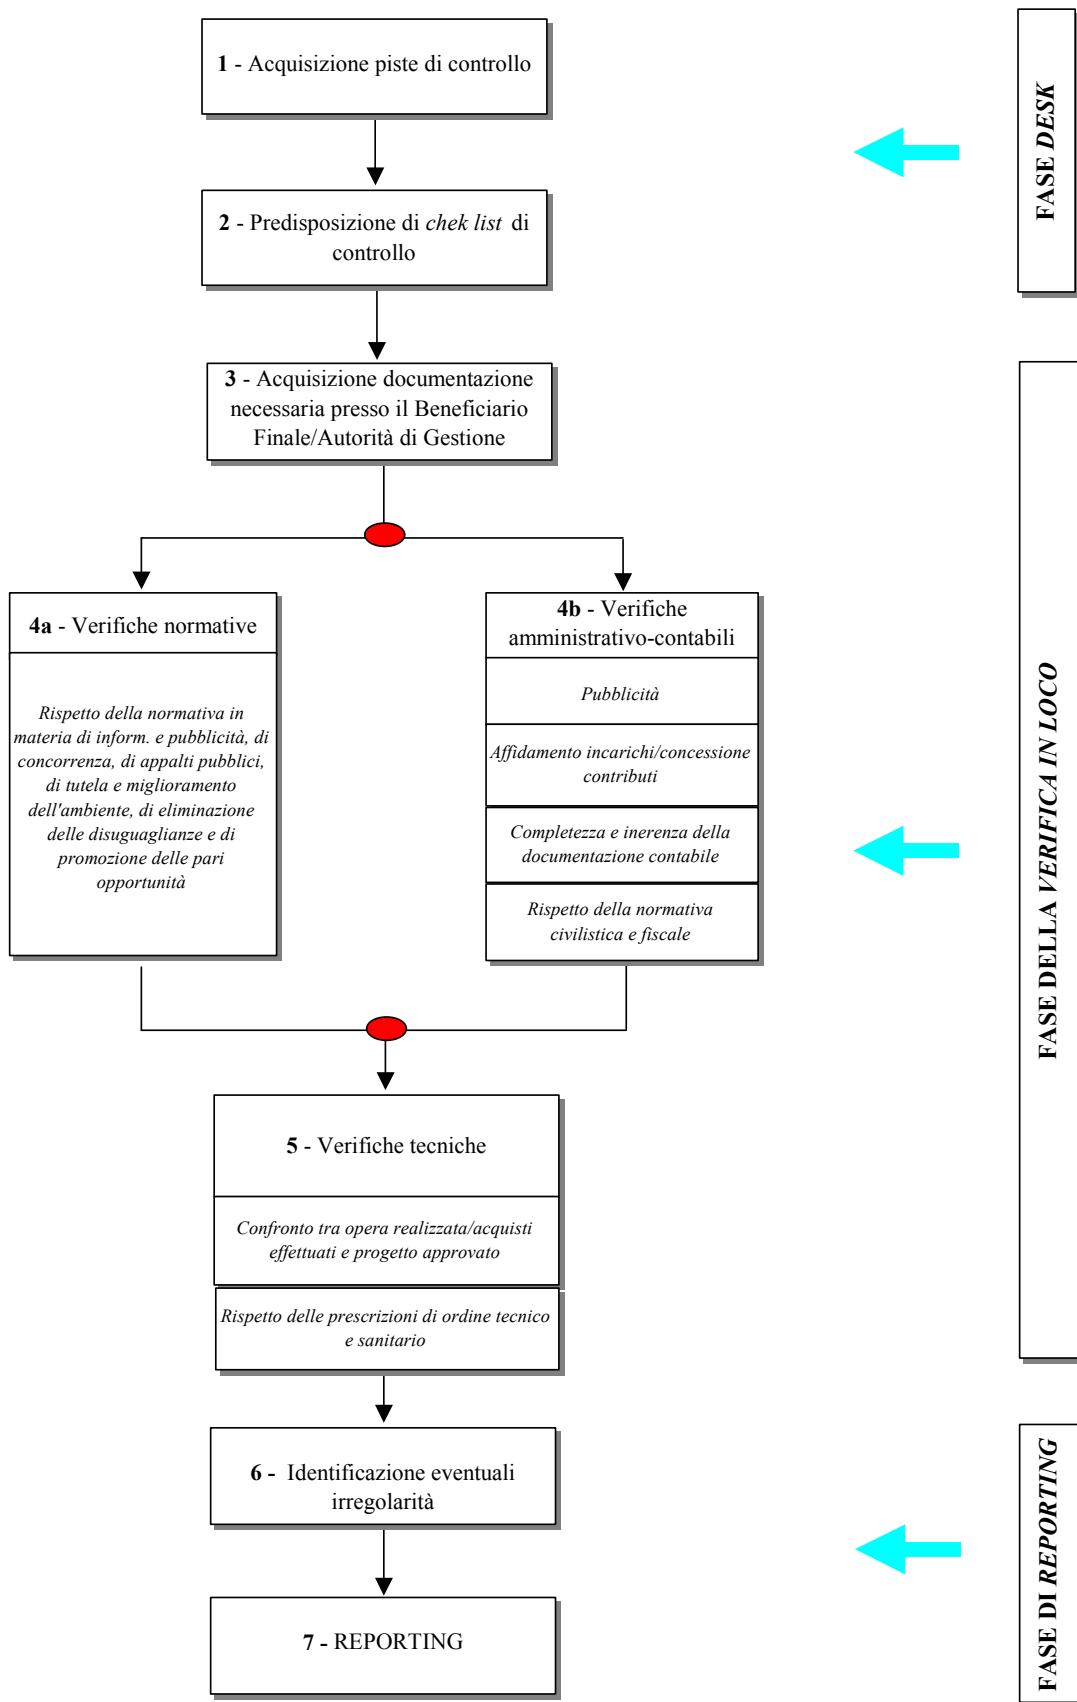 1 - Acquisizione piste di controllo
FASE DESK
2 - Predisposizione di chek list di
controllo
3 - Acquisizione documentazione
necessaria presso il Beneficiario
Finale/Autorità di Gestione
4a - Verifiche normative
Rispetto della normativa in
materia di inform. e pubblicità, di
concorrenza, di appalti pubblici,
di tutela e miglioramento
dell'ambiente, di eliminazione
delle disuguaglianze e di
promozione delle pari
opportunità
4b - Verifiche
amministrativo-contabili
Pubblicità
Affidamento incarichi/concessione
contributi
Completezza e inerenza della
documentazione contabile
Rispetto della normativa
civilistica e fiscale
FASE DELLA VERIFICA IN LOCO
5 - Verifiche tecniche
Confronto tra opera realizzata/acquisti
effettuati e progetto approvato
Rispetto delle prescrizioni di ordine tecnico
e sanitario
6 - Identificazione eventuali
irregolarità
7 - REPORTING
FASE DI REPORTING